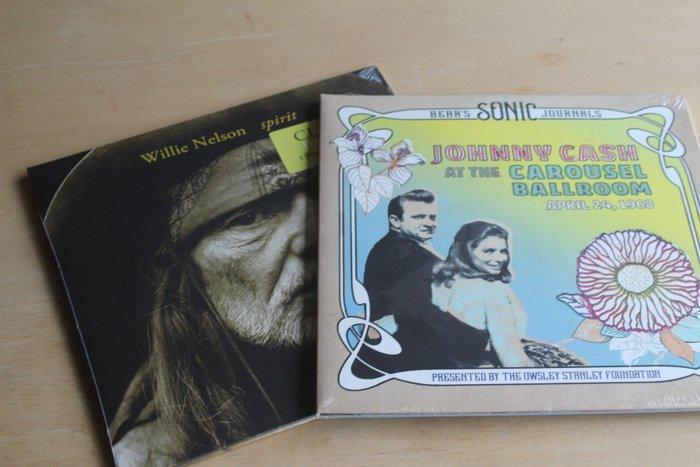 Willie Nelson spirit
CL
BEAR'S SONIC JOURNALS
JOHNNY CASH
AT THE CAROUSEL
BALLROOM
APRIL 24, 1968
PRESENTED BY THE OWSLEY STANLEY FOUNDATION